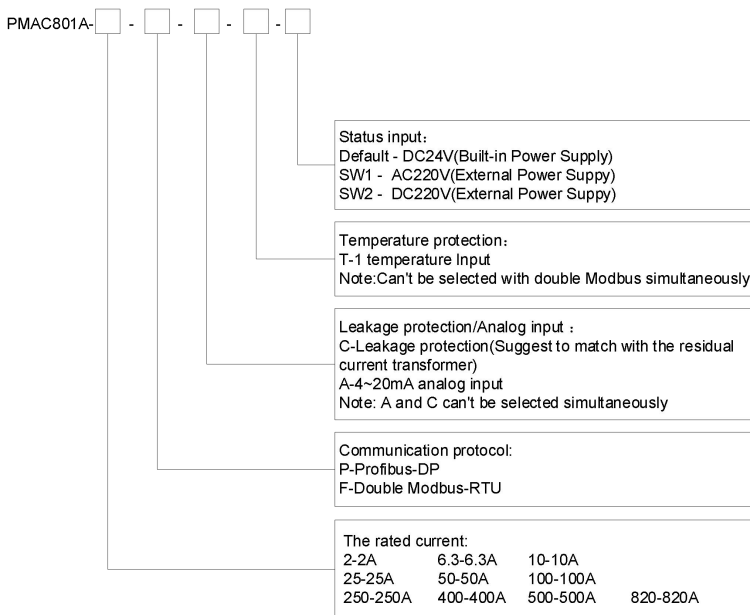 PMAC801A- - - - -
Status input：
Default - DC24V(Built-in Power Supply)
SW1 - AC220V(External Power Suppy)
SW2 - DC220V(External Power Suppy)
Temperature protection：
T-1 temperature Input
Note:Can't be selected with double Modbus simultaneously
Leakage protection/Analog input ：
C-Leakage protection(Suggest to match with the residual
current transformer)
A-4~20mA analog input
Note: A and C can't be selected simultaneously
Communication protocol:
P-Profibus-DP
F-Double Modbus-RTU
The rated current:
2-2A 6.3-6.3A 10-10A
25-25A 50-50A 100-100A
250-250A 400-400A 500-500A 820-820A